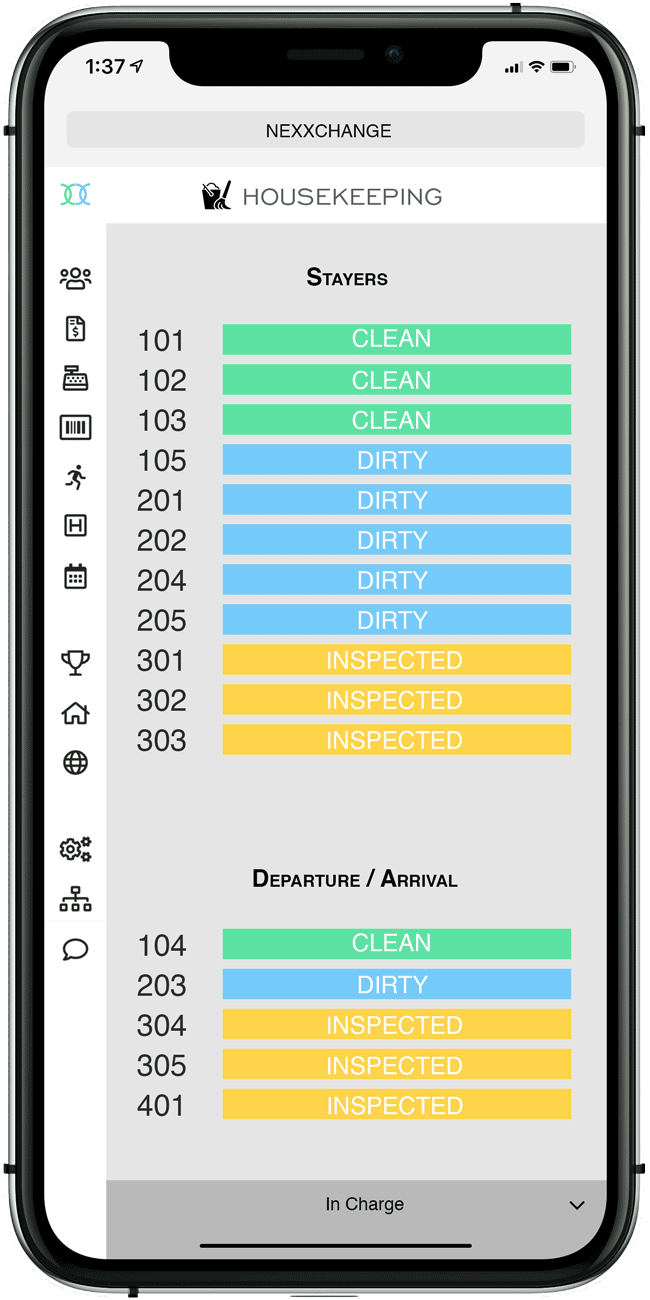 1:37
NEXXCHANGE
HOUSEKEEPING
STAYERS
101 CLEAN
102 CLEAN
103 CLEAN
105 DIRTY
201 DIRTY
202 DIRTY
204 DIRTY
205 DIRTY
301 INSPECTED
302 INSPECTED
303 INSPECTED
DEPARTURE / ARRIVAL
104 CLEAN
203 DIRTY
304 INSPECTED
305 INSPECTED
401 INSPECTED
In Charge